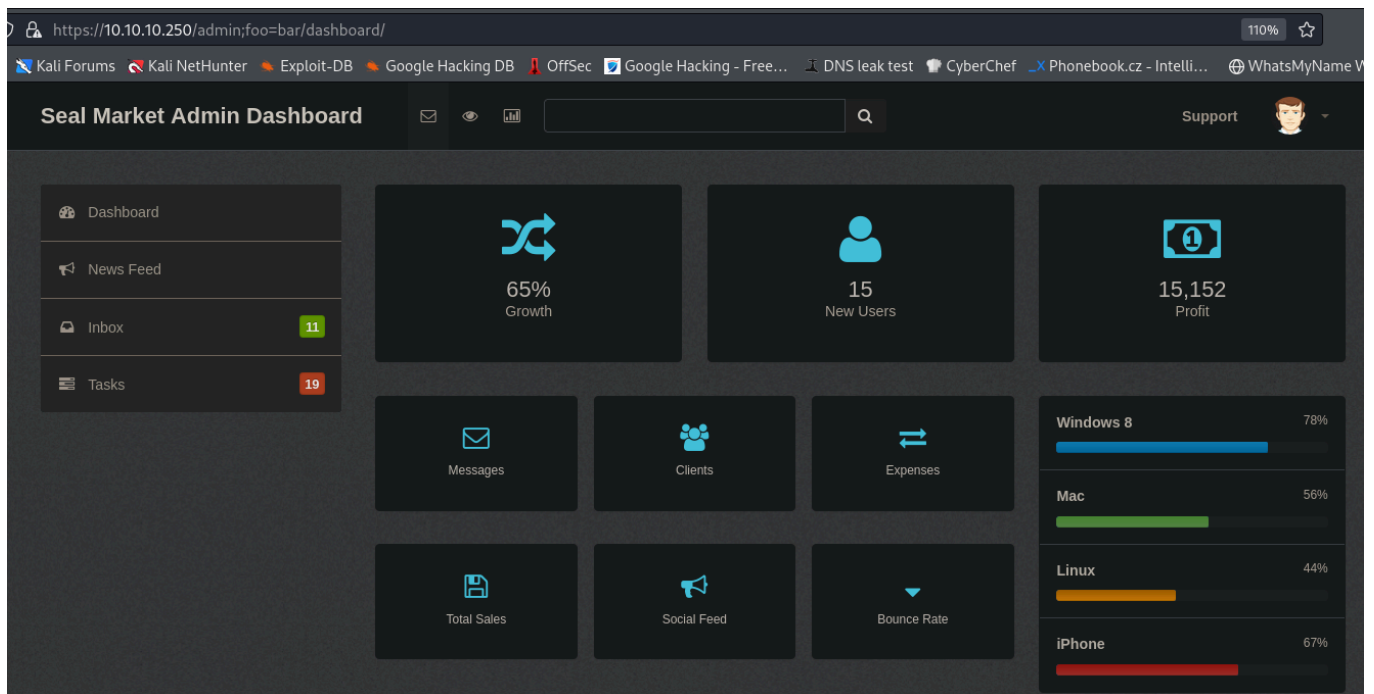 https://10.10.10.250/admin;foo=bar/dashboard/ 110%
Kali Forums Kali NetHunter Exploit-DB Google Hacking DB OffSec Google Hacking - Free... DNS leak test CyberChef Phonebook.cz - Intelli... WhatsMyName W
Seal Market Admin Dashboard Support
Dashboard
News Feed
Inbox 11
Tasks 19
65%
Growth
15
New Users
1
15,152
Profit
Messages
Clients
Expenses
Total Sales
Social Feed
Bounce Rate
Windows 8 78%
Mac 56%
Linux 44%
iPhone 67%